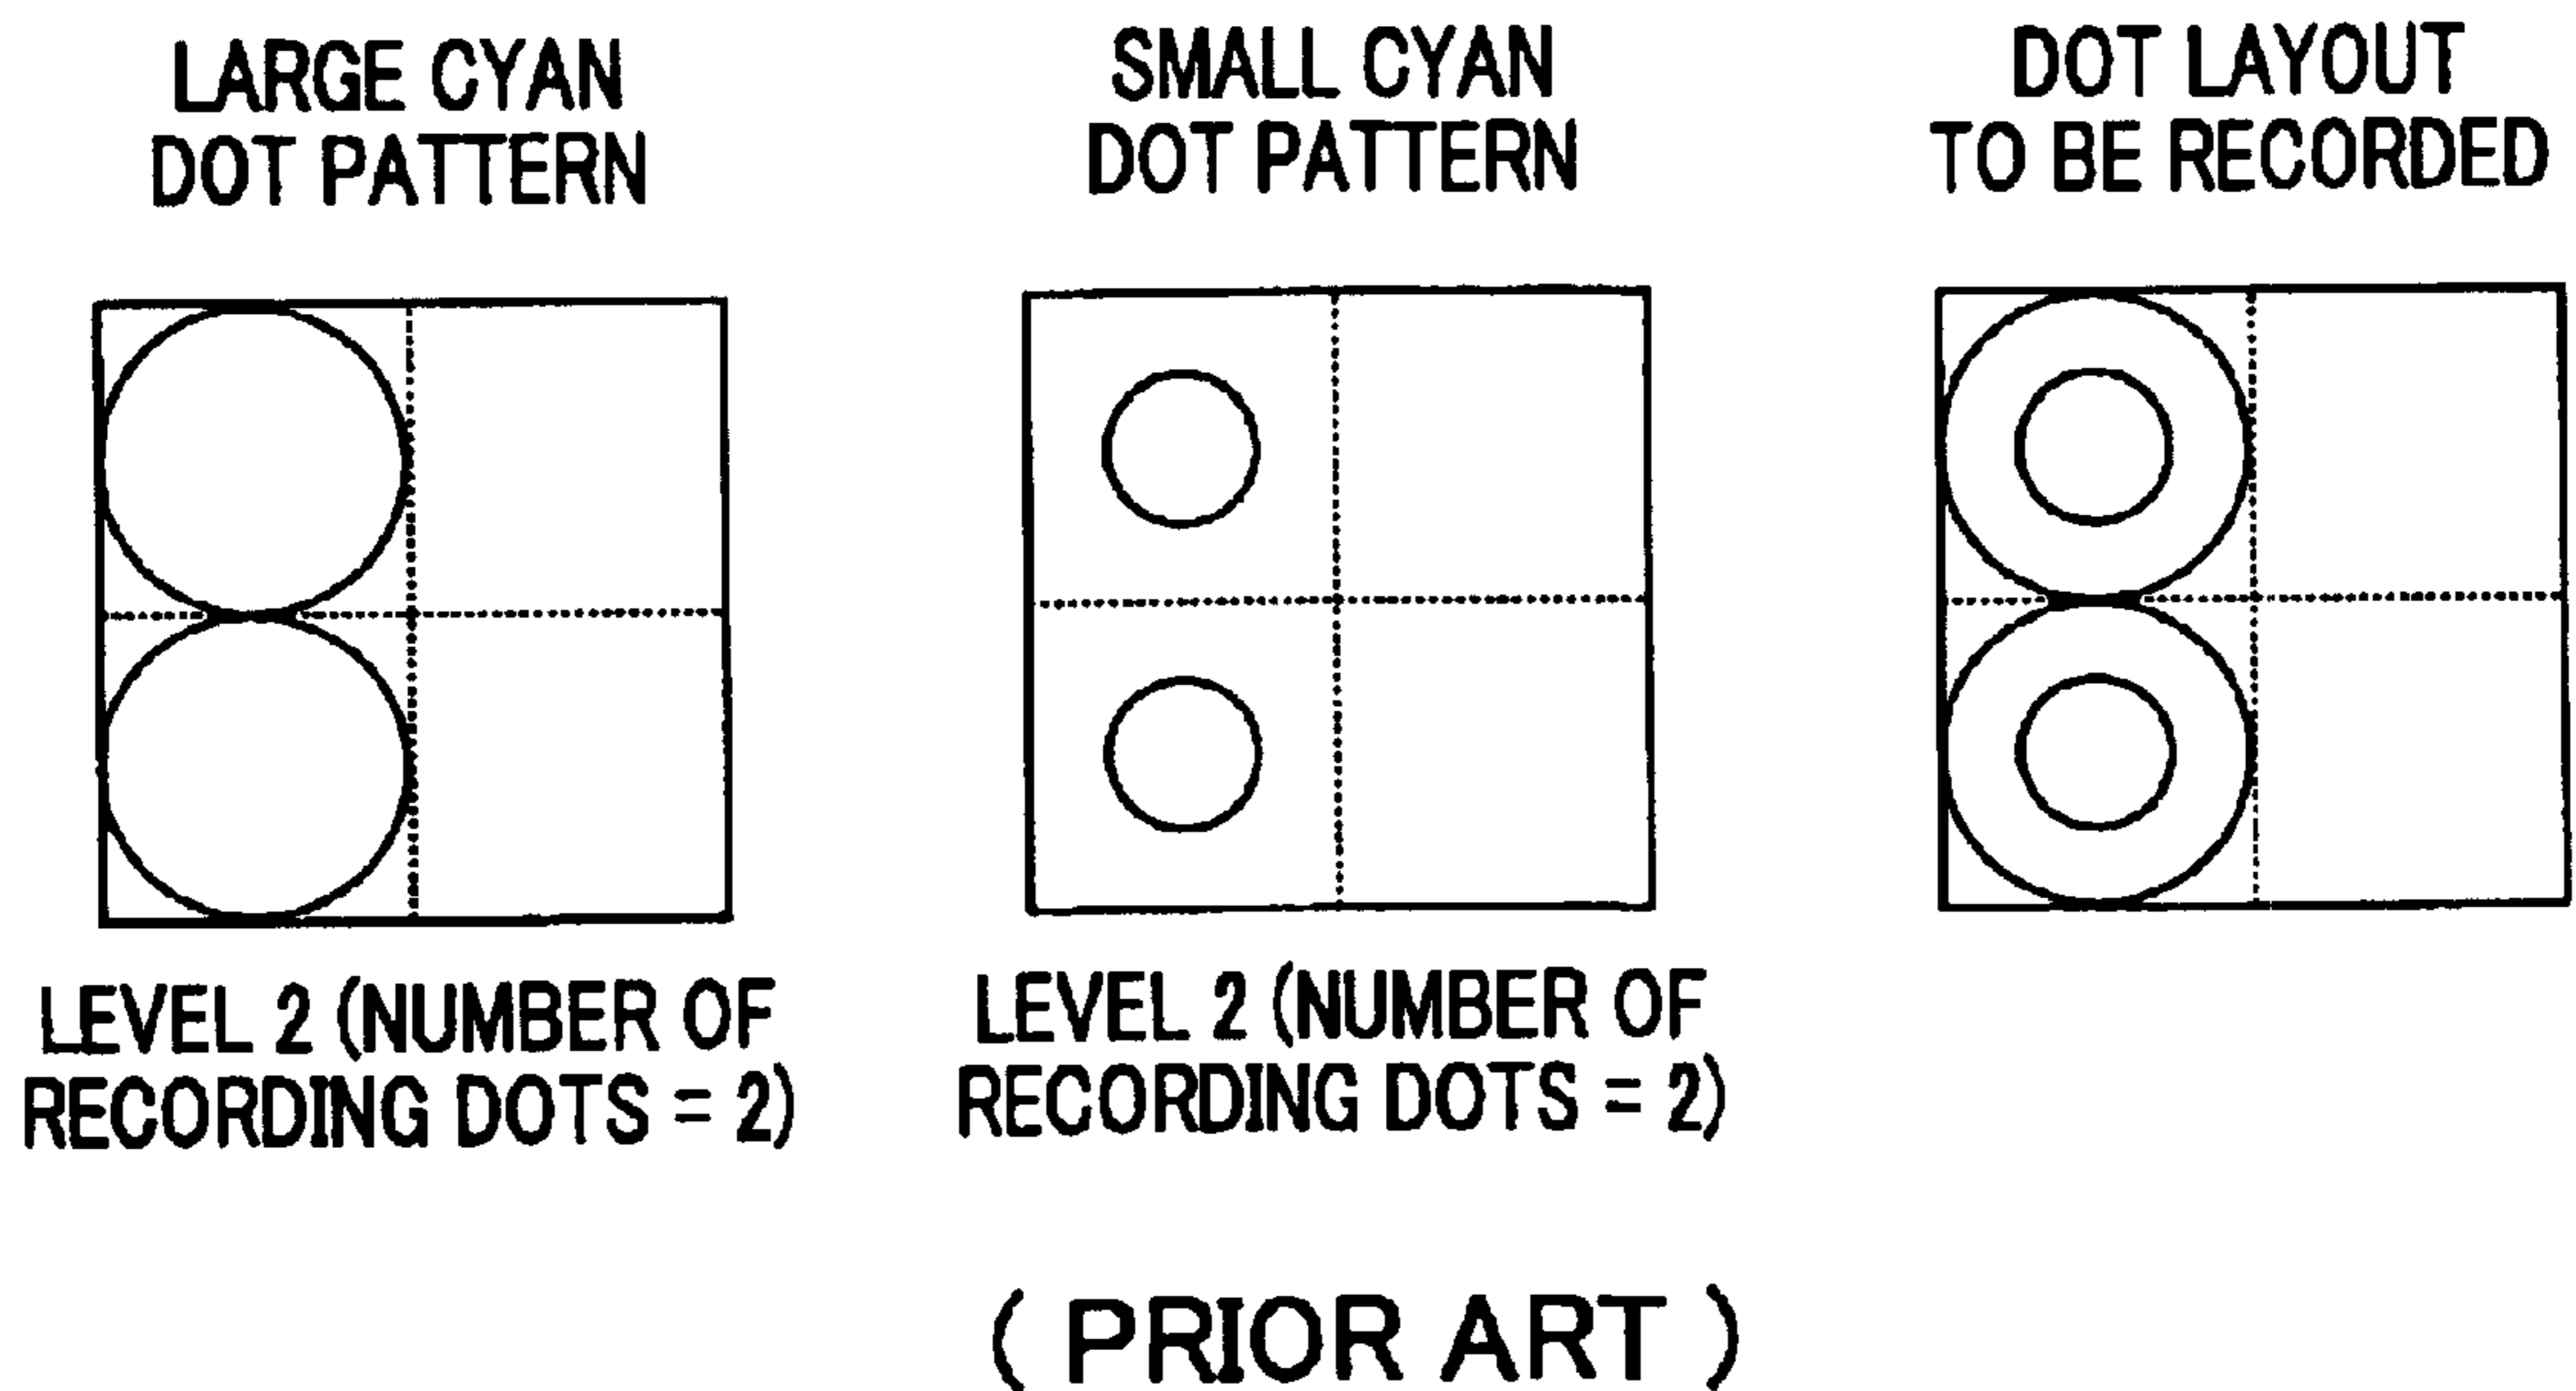 LARGE CYAN
DOT PATTERN
SMALL CYAN
DOT PATTERN
DOT LAYOUT
TO BE RECORDED
LEVEL 2 (NUMBER OF
RECORDING DOTS = 2)
LEVEL 2 (NUMBER OF
RECORDING DOTS = 2)
( PRIOR ART )